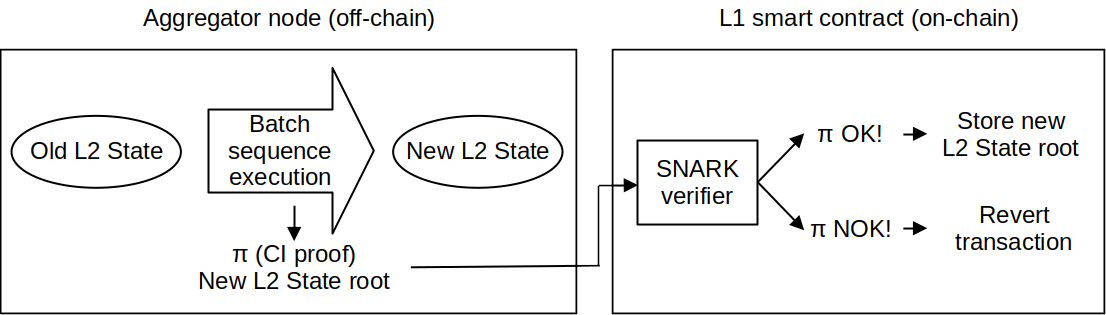 Aggregator node (off-chain)
L1 smart contract (on-chain)
Old L2 State
Batch
sequence
execution
New L2 State
π (CI proof)
New L2 State root
SNARK
verifier
π OK!
Store new
L2 State root
π NOK!
Revert
transaction